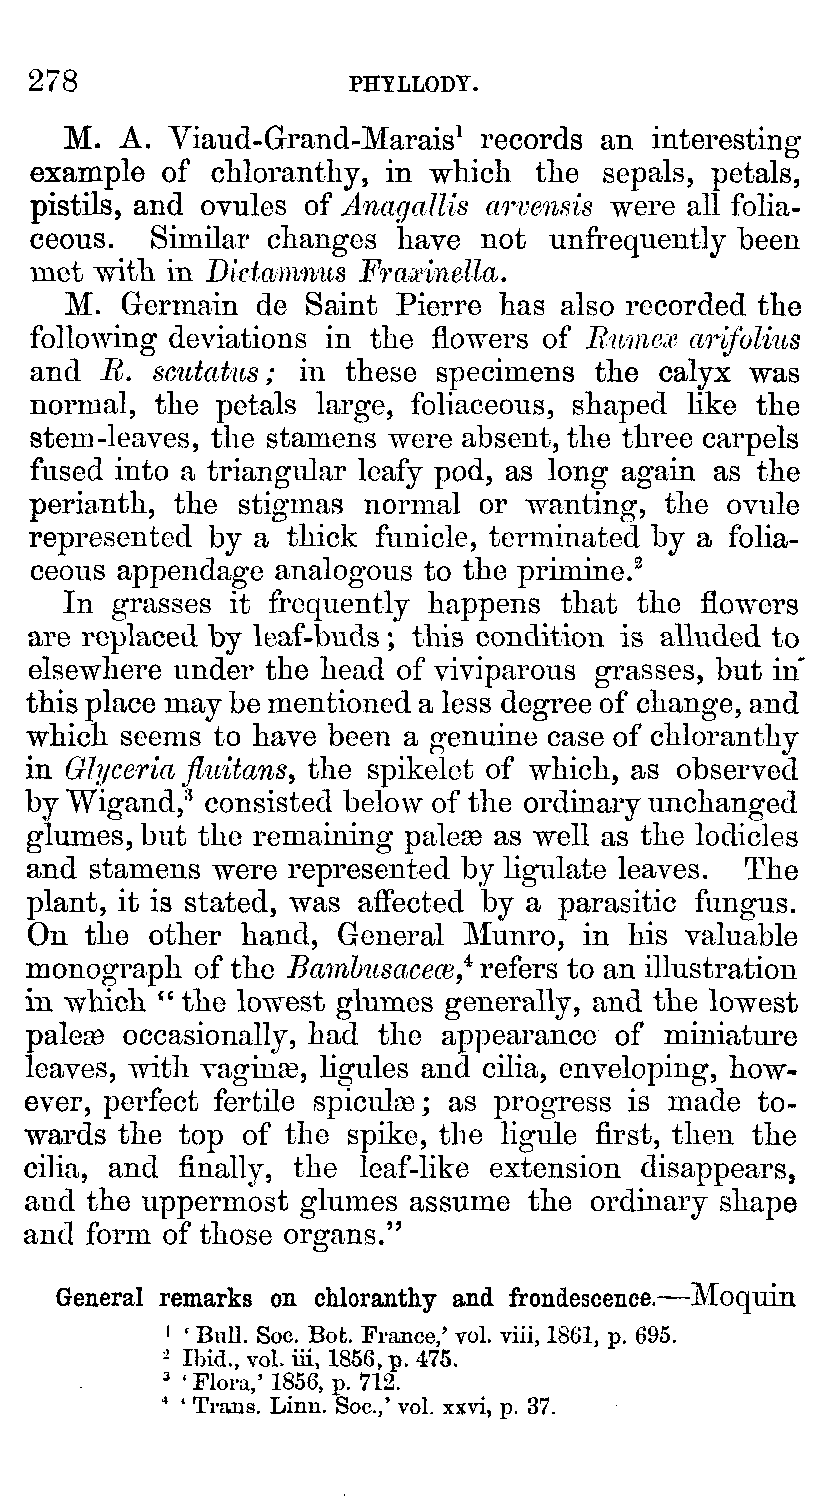 278 PHYLLODY.
M. A. Viaud-Grand-Marais¹ records an interesting
example of chloranthy, in which the sepals, petals,
pistils, and ovules of Anagallis arvensis were all folia-
ceous. Similar changes have not unfrequently been
met with in Dictamnus Fraxinella.
M. Germain de Saint Pierre has also recorded the
following deviations in the flowers of Rumex arifolius
and R. scutatus; in these specimens the calyx was
normal, the petals large, foliaceous, shaped like the
stem-leaves, the stamens were absent, the three carpels
fused into a triangular leafy pod, as long again as the
perianth, the stigmas normal or wanting, the ovule
represented by a thick funicle, terminated by a folia-
ceous appendage analogous to the primine.²
In grasses it frequently happens that the flowers
are replaced by leaf-buds; this condition is alluded to
elsewhere under the head of viviparous grasses, but in
this place may be mentioned a less degree of change, and
which seems to have been a genuine case of chloranthy
in Glyceria fluitans, the spikelet of which, as observed
by Wigand,³ consisted below of the ordinary unchanged
glumes, but the remaining paleæ as well as the lodicles
and stamens were represented by ligulate leaves. The
plant, it is stated, was affected by a parasitic fungus.
On the other hand, General Munro, in his valuable
monograph of the Bambusaceæ,⁴ refers to an illustration
in which “ the lowest glumes generally, and the lowest
paleæ occasionally, had the appearance of miniature
leaves, with vaginæ, ligules and cilia, enveloping, how-
ever, perfect fertile spiculæ; as progress is made to-
wards the top of the spike, the ligule first, then the
cilia, and finally, the leaf-like extension disappears,
and the uppermost glumes assume the ordinary shape
and form of those organs.”
General remarks on chloranthy and frondescence.—Moquin
¹ ‘ Bull. Soc. Bot. France,’ vol. viii, 1861, p. 695.
² Ibid., vol. iii, 1856, p. 475.
³ ‘ Flora,’ 1856, p. 712.
⁴ ‘ Trans. Linn. Soc.,’ vol. xxvi, p. 37.